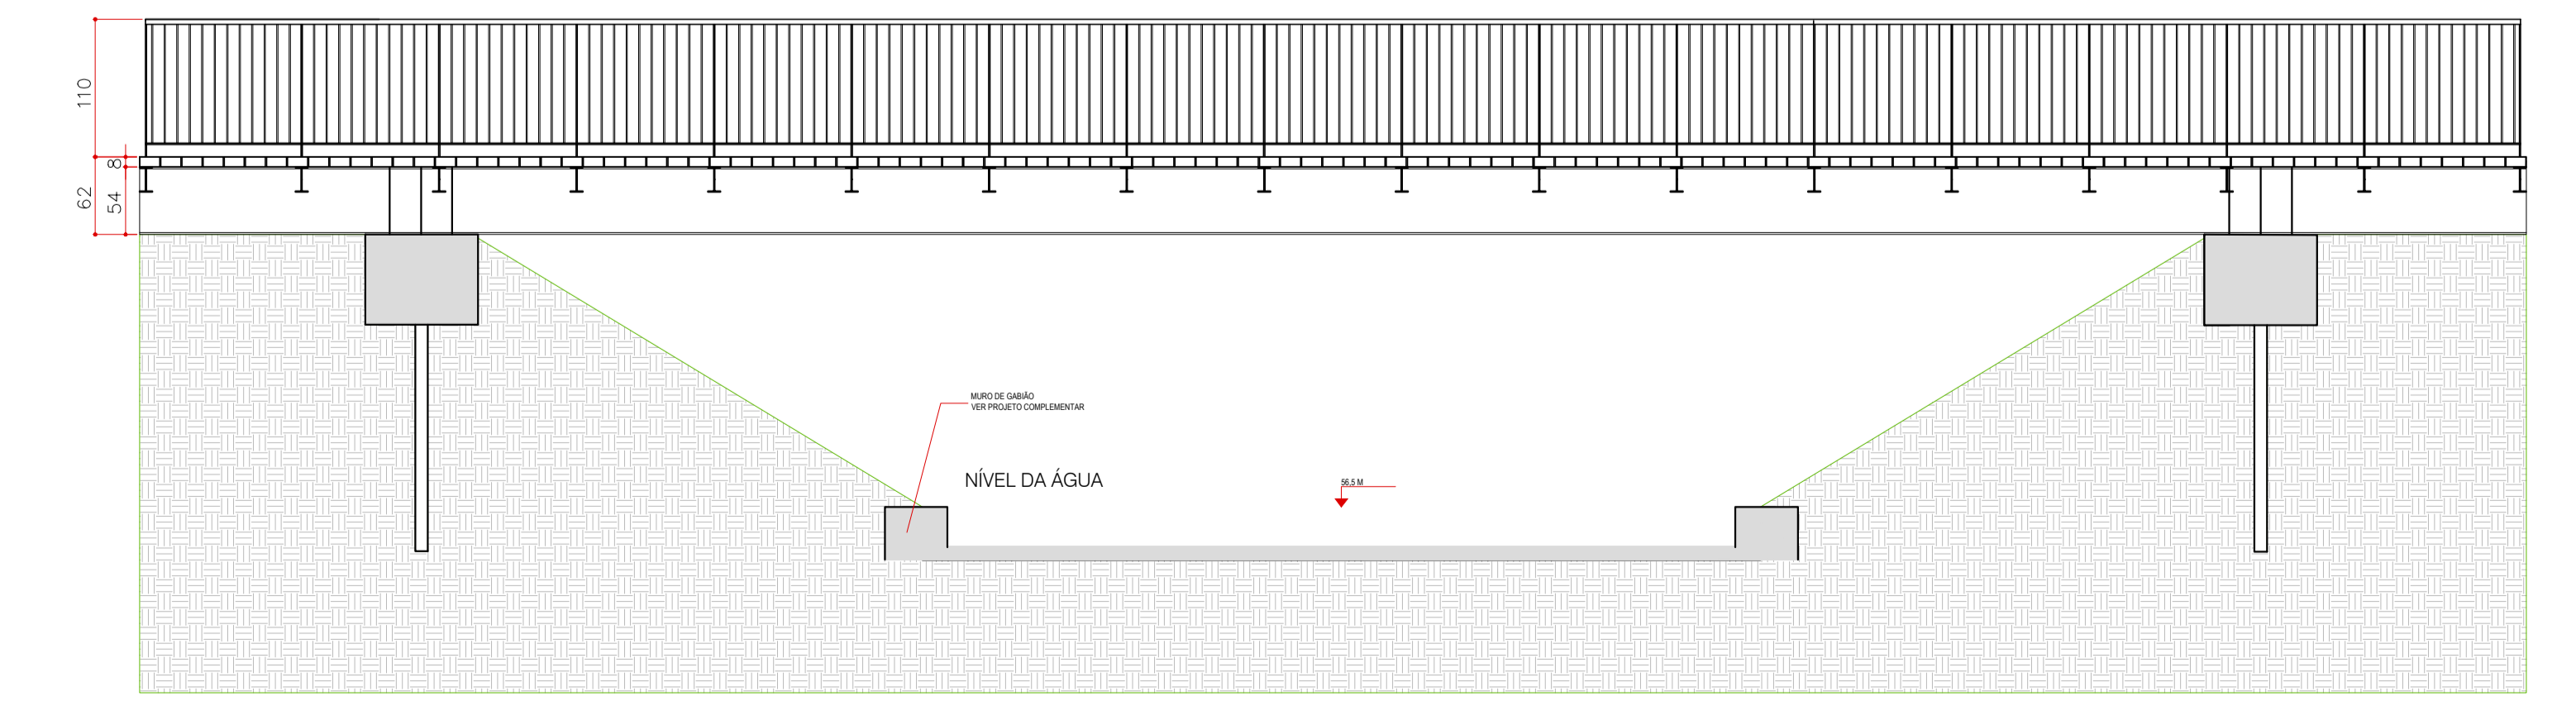 110
8
62
54
MURO DE GABIÃO
VER PROJETO COMPLEMENTAR
NÍVEL DA ÁGUA
56,5 M